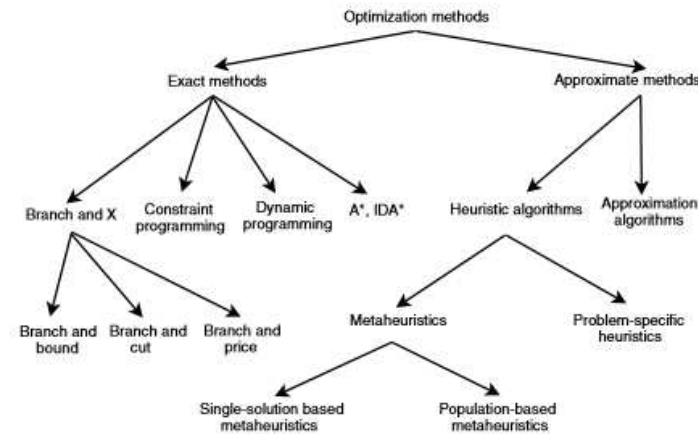 Optimization methods
Exact methods
Approximate methods
Branch and X
Constraint
programming
Dynamic
programming
A*, IDA*
Heuristic algorithms
Approximation
algorithms
Branch and
bound
Branch and
cut
Branch and
price
Metaheuristics
Problem-specific
heuristics
Single-solution based
metaheuristics
Population-based
metaheuristics